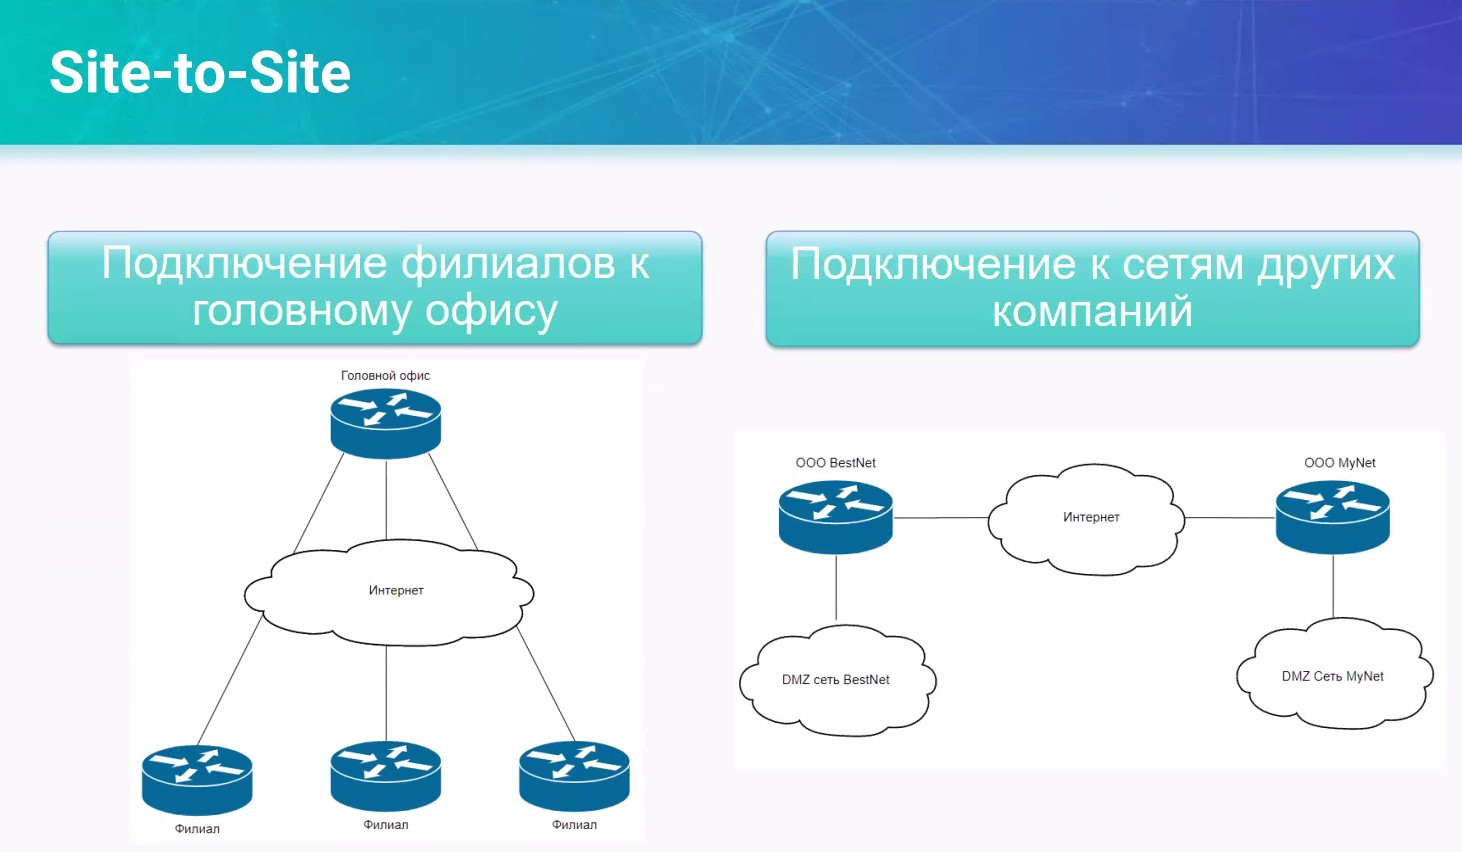 Site-to-Site
Подключение филиалов к
головному офису
Головной офис
Интернет
Филиал
Филиал
Филиал
Подключение к сетям других
компаний
ООО BestNet
Интернет
ООО MyNet
DMZ сеть BestNet
DMZ Сеть MyNet